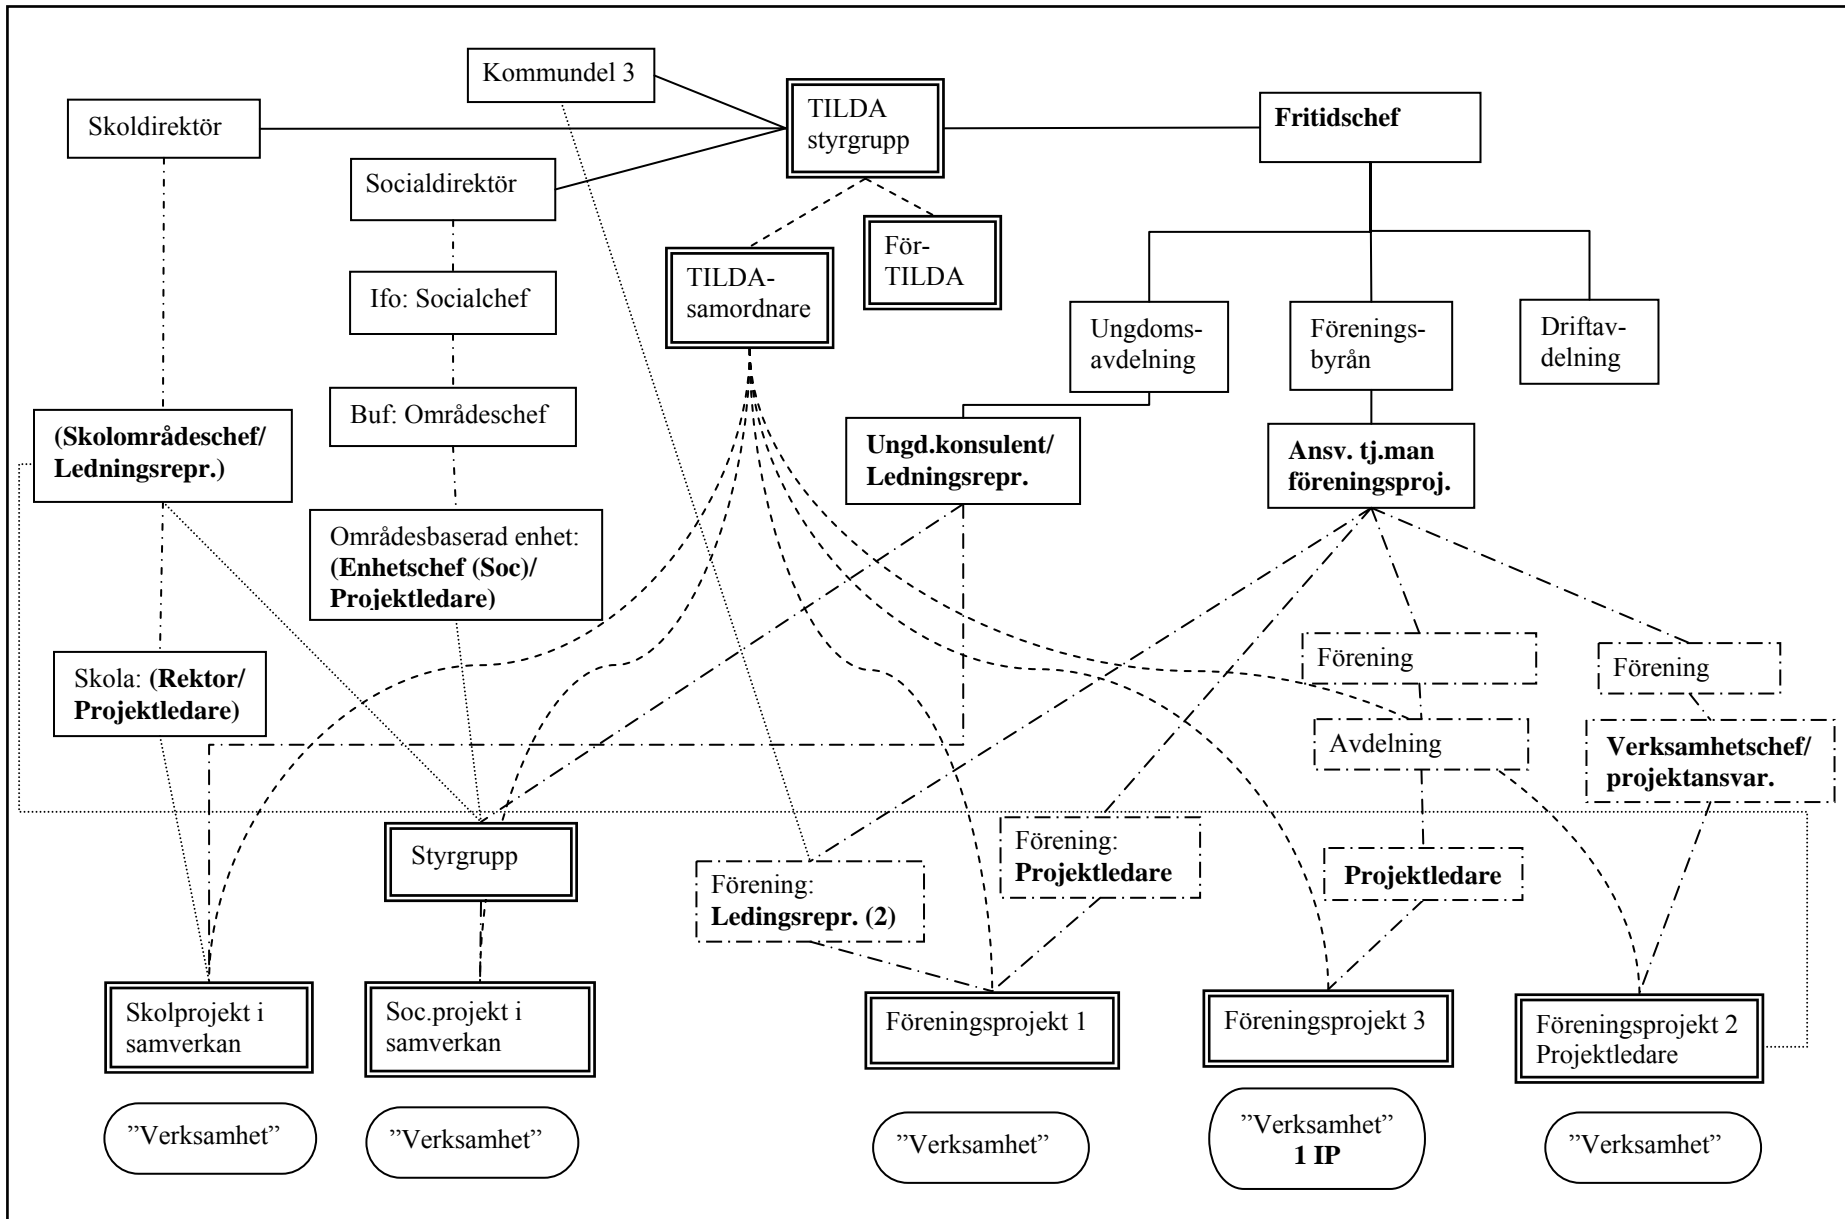 Kommundel 3
TILDA
styrgrupp
Skoldirektör
Fritidschef
Socialdirektör
För-
TILDA
TILDA-
samordnare
Ifo: Socialchef
Ungdoms-
avdelning
Förenings-
byrån
Driftav-
delning
Buf: Områdeschef
(Skolområdeschef/
Ledningsrepr.)
Ungd.konsulent/
Ledningsrepr.
Ansv. tj.man
föreningsproj.
Områdesbaserad enhet:
(Enhetschef (Soc)/
Projektledare)
Skola: (Rektor/
Projektledare)
Förening
Förening
Avdelning
Verksamhetschef/
projektansvar.
Styrgrupp
Förening:
Ledingsrepr. (2)
Förening:
Projektledare
Projektledare
Skolprojekt i
samverkan
Soc.projekt i
samverkan
Föreningsprojekt 1
Föreningsprojekt 3
Föreningsprojekt 2
Projektledare
”Verksamhet”
”Verksamhet”
”Verksamhet”
”Verksamhet”
1 IP
”Verksamhet”